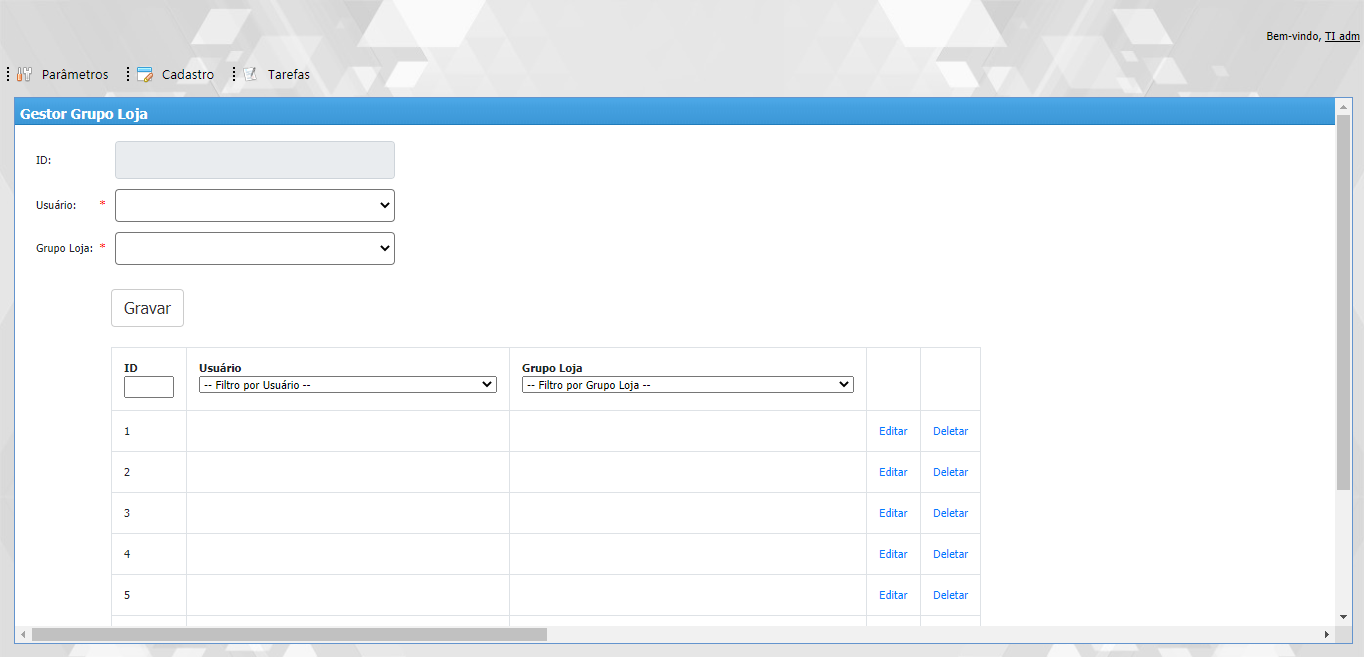 Bem-vindo, TI adm
Parâmetros Cadastro Tarefas
Gestor Grupo Loja
ID:
Usuário: *
Grupo Loja: *
Gravar
ID Usuário Grupo Loja
-- Filtro por Usuário -- -- Filtro por Grupo Loja --
1 Editar Deletar
2 Editar Deletar
3 Editar Deletar
4 Editar Deletar
5 Editar Deletar